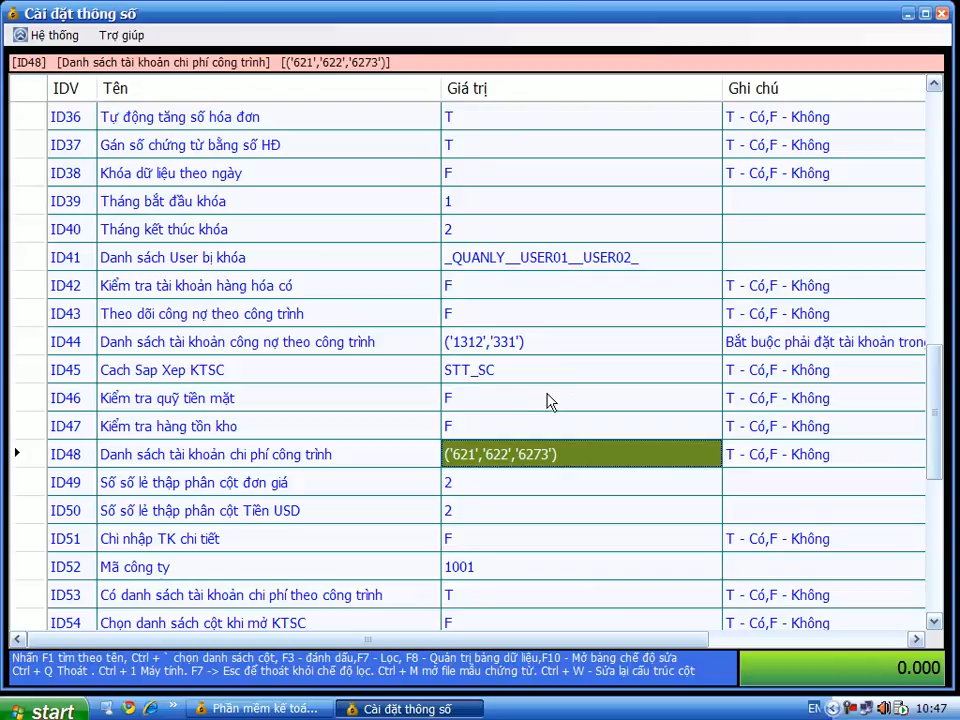 Cài đặt thông số
Hệ thống Trợ giúp
[ID48] [Danh sách tài khoản chi phí công trình] [('621','622','6273')]
IDV Tên Giá trị Ghi chú
ID36 Tự động tăng số hóa đơn T T - Có,F - Không
ID37 Gán số chứng từ bằng số HĐ T T - Có,F - Không
ID38 Khóa dữ liệu theo ngày F T - Có,F - Không
ID39 Tháng bắt đầu khóa 1
ID40 Tháng kết thúc khóa 2
ID41 Danh sách User bị khóa _QUANLY__USER01__USER02_
ID42 Kiểm tra tài khoản hàng hóa có F T - Có,F - Không
ID43 Theo dõi công nợ theo công trình F T - Có,F - Không
ID44 Danh sách tài khoản công nợ theo công trình ('1312','331') Bắt buộc phải đặt tài khoản tron
ID45 Cach Sap Xep KTSC STT_SC T - Có,F - Không
ID46 Kiểm tra quỹ tiền mặt F T - Có,F - Không
ID47 Kiểm tra hàng tồn kho F T - Có,F - Không
ID48 Danh sách tài khoản chi phí công trình ('621','622','6273') T - Có,F - Không
ID49 Số số lẻ thập phân cột đơn giá 2
ID50 Số số lẻ thập phân cột Tiền USD 2
ID51 Chi nhập TK chi tiết F T - Có,F - Không
ID52 Mã công ty 1001
ID53 Có danh sách tài khoản chi phí theo công trình T T - Có,F - Không
ID54 Chọn danh sách cột khi mở KTSC F T - Có,F - Không
Nhấn F1 tìm theo tên, Ctrl + ` chọn danh sách cột, F3 - đánh dấu,F7 - Lọc, F8 - Quản trị bảng dữ liệu,F10 - Mở bảng chế độ sửa
Ctrl + Q Thoát . Ctrl + 1 Máy tính. F7 -> Esc để thoát khỏi chế độ lọc. Ctrl + M mở file mẫu chứng từ. Ctrl + W - Sửa lại cấu trúc cột
0.000
start Phần mềm kế toá... Cài đặt thông số EN 10:47